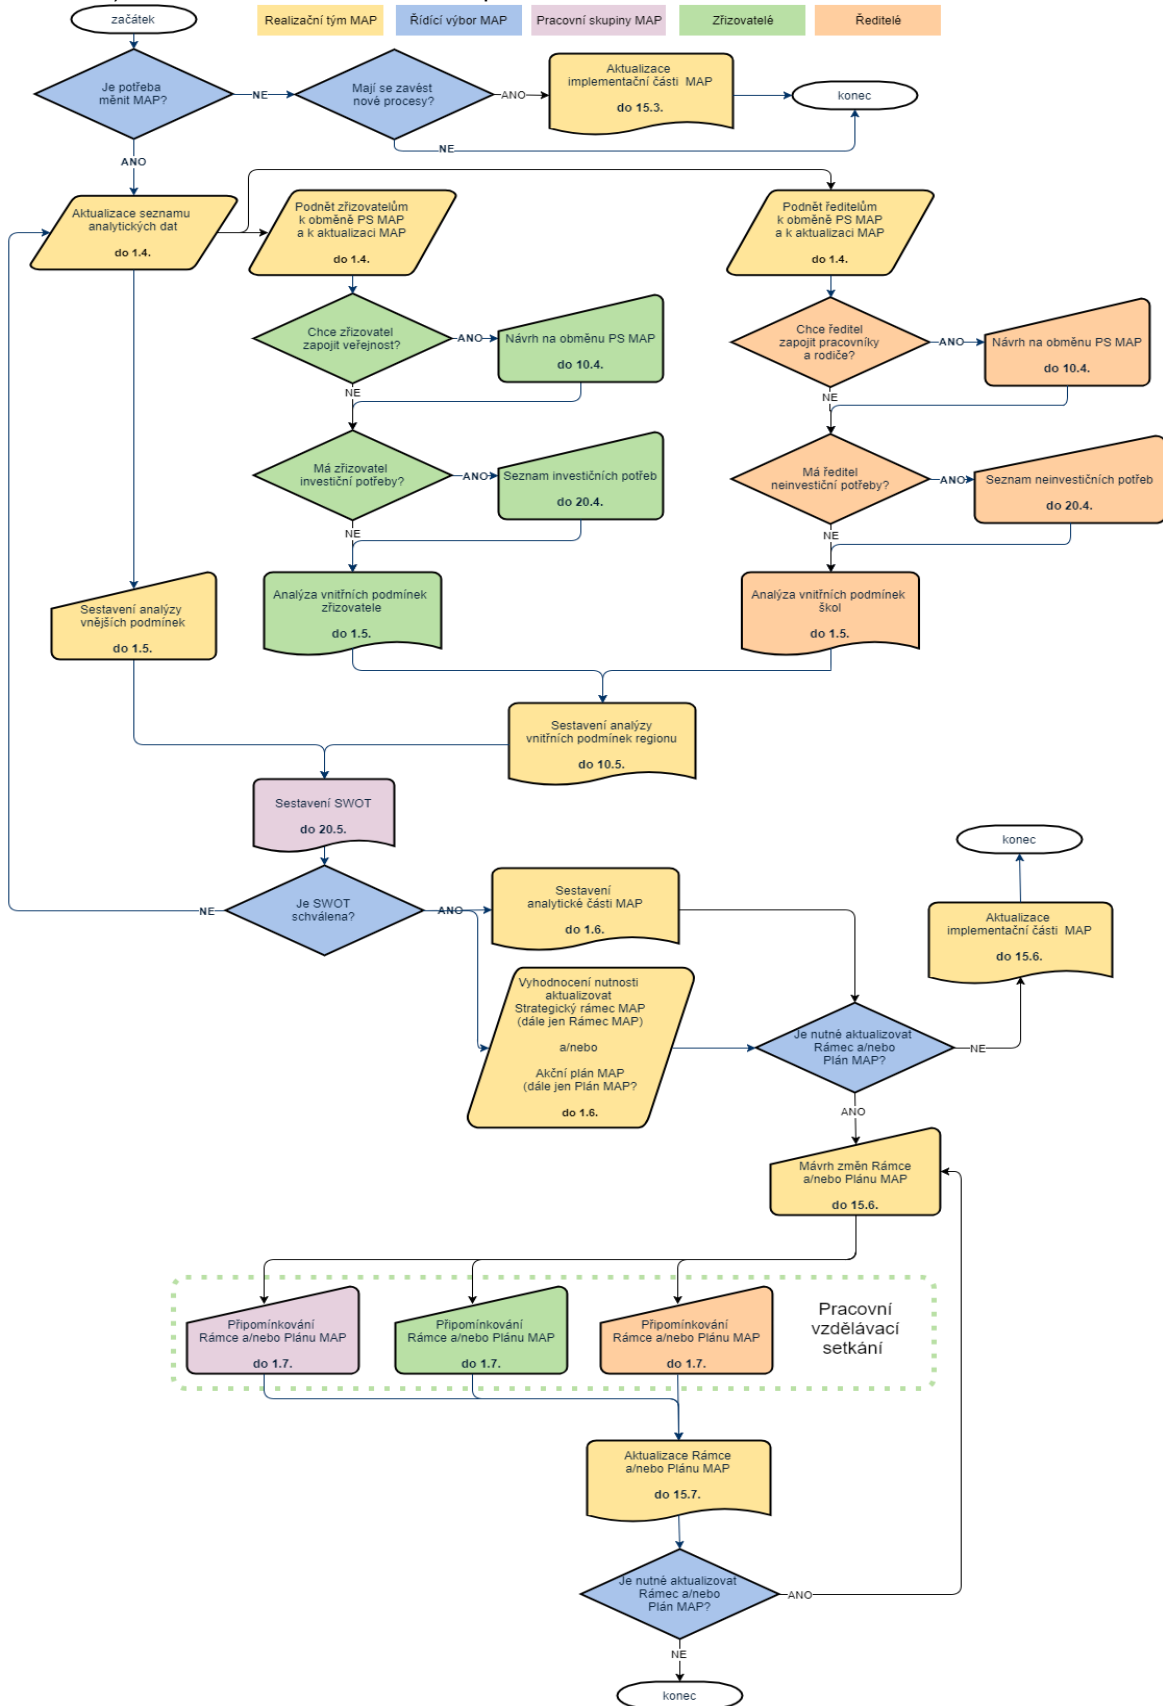 začátek
Realizační tým MAP
Řídící výbor MAP
Pracovní skupiny MAP
Zřizovatelé
Ředitelé
Je potřeba
měnit MAP?
NE
Mají se zavést
nové procesy?
ANO
Aktualizace
implementační části MAP
do 15.3.
konec
NE
ANO
Aktualizace seznamu
analytických dat
do 1.4.
Podnět zřizovatelům
k obměně PS MAP
a k aktualizaci MAP
do 1.4.
Podnět ředitelům
k obměně PS MAP
a k aktualizaci MAP
do 1.4.
Chce zřizovatel
zapojit veřejnost?
ANO
Návrh na obměnu PS MAP
do 10.4.
Chce ředitel
zapojit pracovníky
a rodiče?
ANO
Návrh na obměnu PS MAP
do 10.4.
NE
NE
Má zřizovatel
investiční potřeby?
ANO
Seznam investičních potřeb
do 20.4.
Má ředitel
neinvestiční potřeby?
ANO
Seznam neinvestičních potřeb
do 20.4.
NE
NE
Sestavení analýzy
vnějších podmínek
do 1.5.
Analýza vnitřních podmínek
zřizovatele
do 1.5.
Analýza vnitřních podmínek
škol
do 1.5.
Sestavení analýzy
vnitřních podmínek regionu
do 10.5.
Sestavení SWOT
do 20.5.
konec
NE
Je SWOT
schválena?
ANO
Sestavení
analytické části MAP
do 1.6.
Aktualizace
implementační části MAP
do 15.6.
Vyhodnocení nutnosti
aktualizovat
Strategický rámec MAP
(dále jen Rámec MAP)
a/nebo
Akční plán MAP
(dále jen Plán MAP?
do 1.6.
Je nutné aktualizovat
Rámec a/nebo
Plán MAP?
NE
ANO
Mávrh změn Rámce
a/nebo Plánu MAP
do 15.6.
Připomínkování
Rámce a/nebo Plánu MAP
do 1.7.
Připomínkování
Rámce a/nebo Plánu MAP
do 1.7.
Připomínkování
Rámce a/nebo Plánu MAP
do 1.7.
Pracovní
vzdělávací
setkání
Aktualizace Rámce
a/nebo Plánu MAP
do 15.7.
Je nutné aktualizovat
Rámec a/nebo
Plán MAP?
ANO
NE
konec